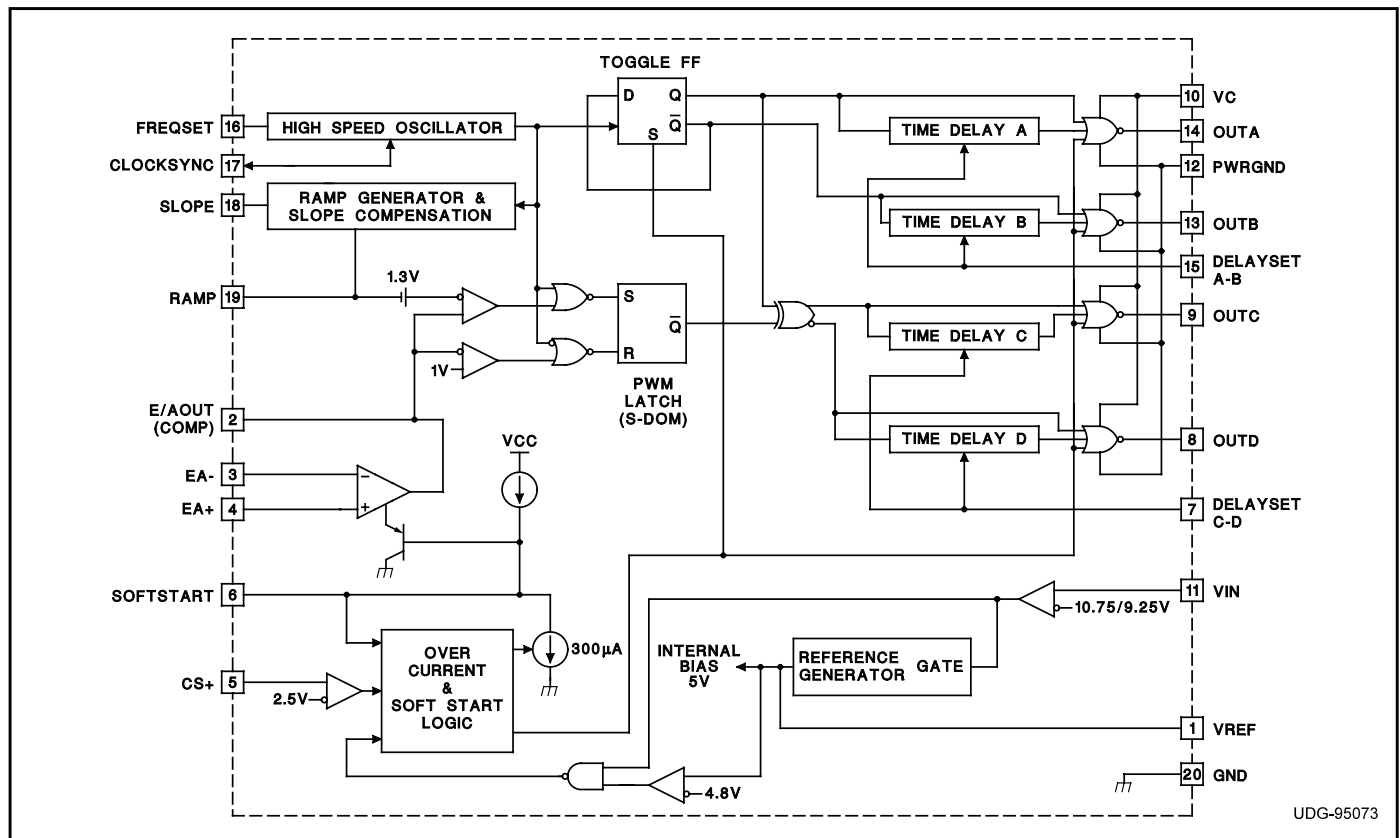 TOGGLE FF
D
Q
Q
S
FREQSET
16
HIGH SPEED OSCILLATOR
CLOCKSYNC
17
SLOPE
18
RAMP GENERATOR &
SLOPE COMPENSATION
RAMP
19
1.3V
1V
S
Q
R
PWM
LATCH
(S-DOM)
E/AOUT
(COMP)
2
EA-
3
−
EA+
4
+
VCC
SOFTSTART
6
CS+
5
2.5V
OVER
CURRENT
&
SOFT START
LOGIC
300µA
INTERNAL
BIAS
5V
REFERENCE
GENERATOR
GATE
4.8V
10.75/9.25V
TIME DELAY A
TIME DELAY B
TIME DELAY C
TIME DELAY D
10
VC
14
OUTA
12
PWRGND
13
OUTB
15
DELAYSET
A-B
9
OUTC
8
OUTD
7
DELAYSET
C-D
11
VIN
1
VREF
20
GND
UDG-95073